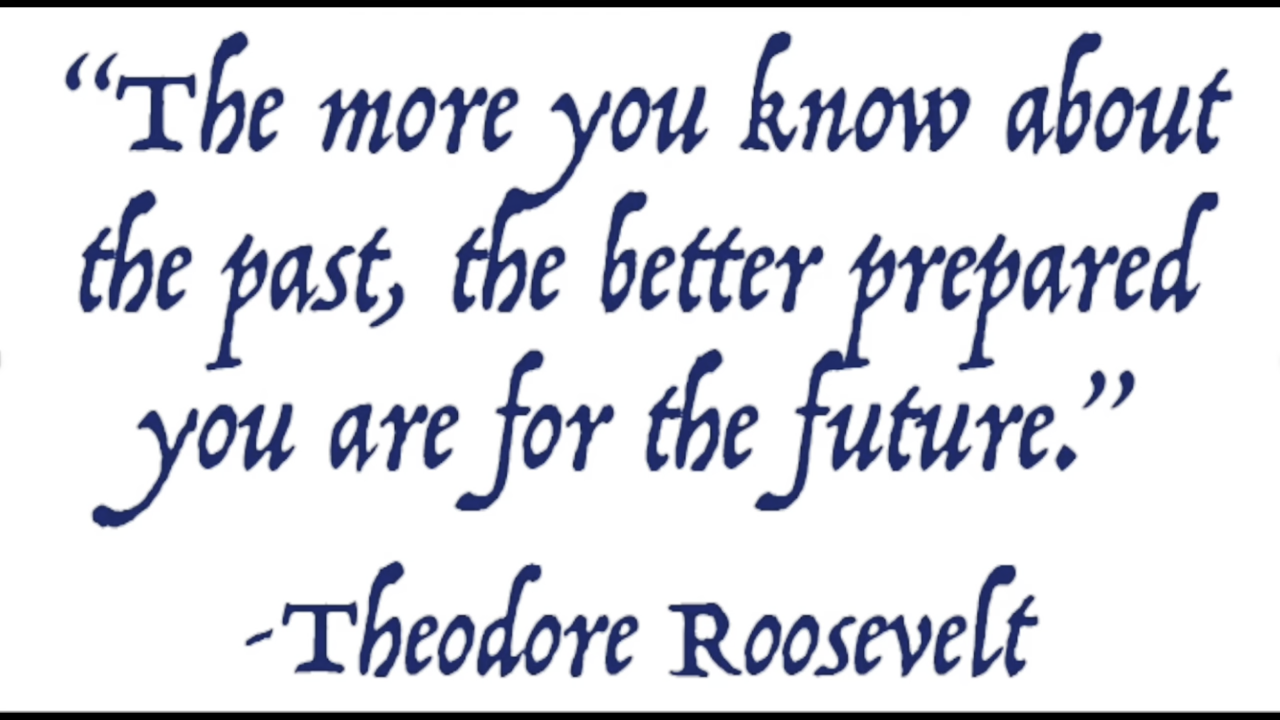 “The more you know about
the past, the better prepared
you are for the future.”
-Theodore Roosevelt